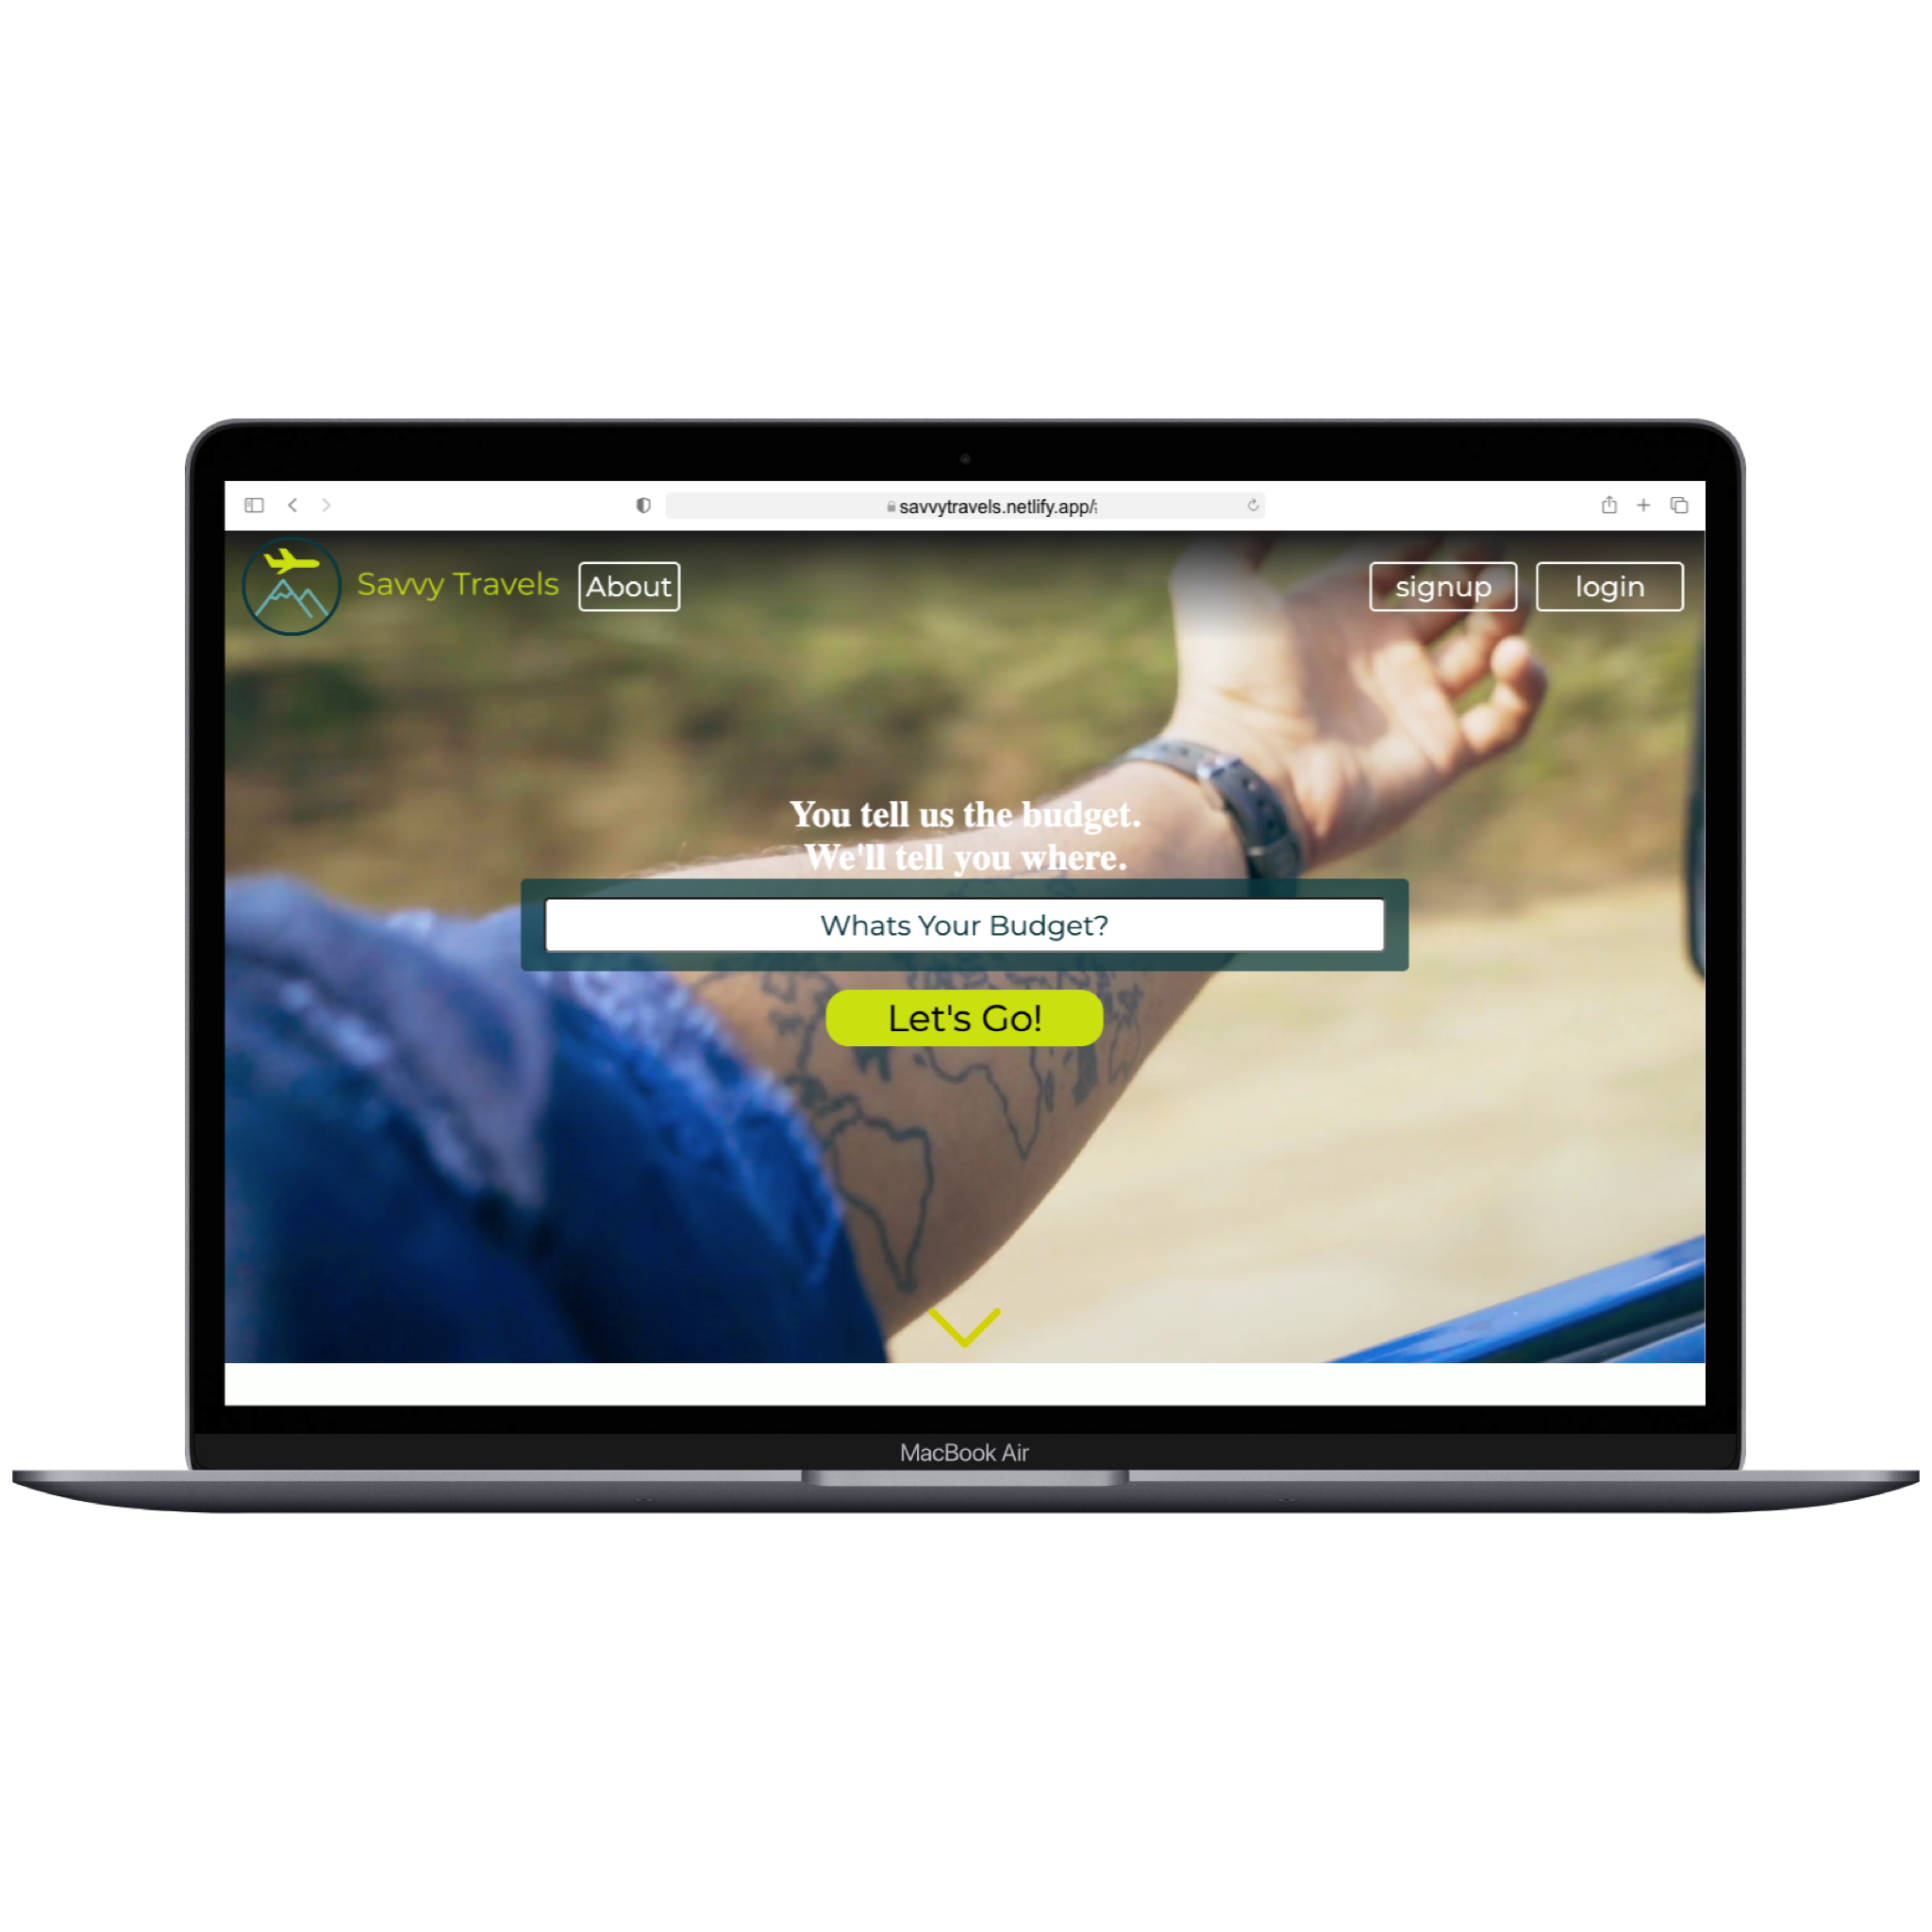 savvytravels.netlify.app/
Savvy Travels
About
signup
login
You tell us the budget.
We'll tell you where.
Whats Your Budget?
Let's Go!
MacBook Air